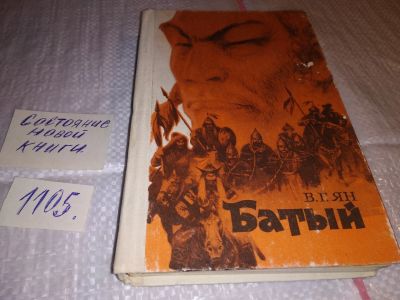 Состояние
новой
книги
1105.
В.Г. ЯН
Батый